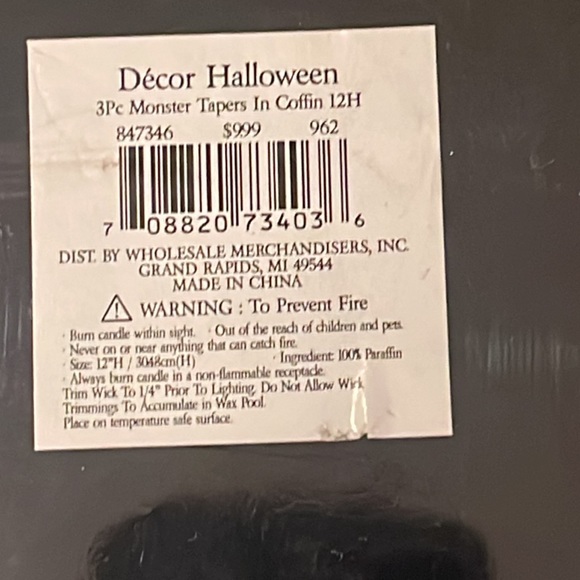 Décor Halloween
3Pc Monster Tapers In Coffin 12H
847346 $9.99 962
7 08820 73403 6
DIST. BY WHOLESALE MERCHANDISERS, INC.
GRAND RAPIDS, MI 49544
MADE IN CHINA
⚠ WARNING : To Prevent Fire
· Burn candle within sight. · Out of the reach of children and pets.
· Never on or near anything that can catch fire.
· Size: 12"H / 30.48cm(H) · Ingredient: 100% Paraffin
· Always burn candle in a non-flammable receptacle.
Trim Wick To 1/4" Prior To Lighting. Do Not Allow Wick
Trimmings To Accumulate in Wax Pool.
Place on temperature safe surface.